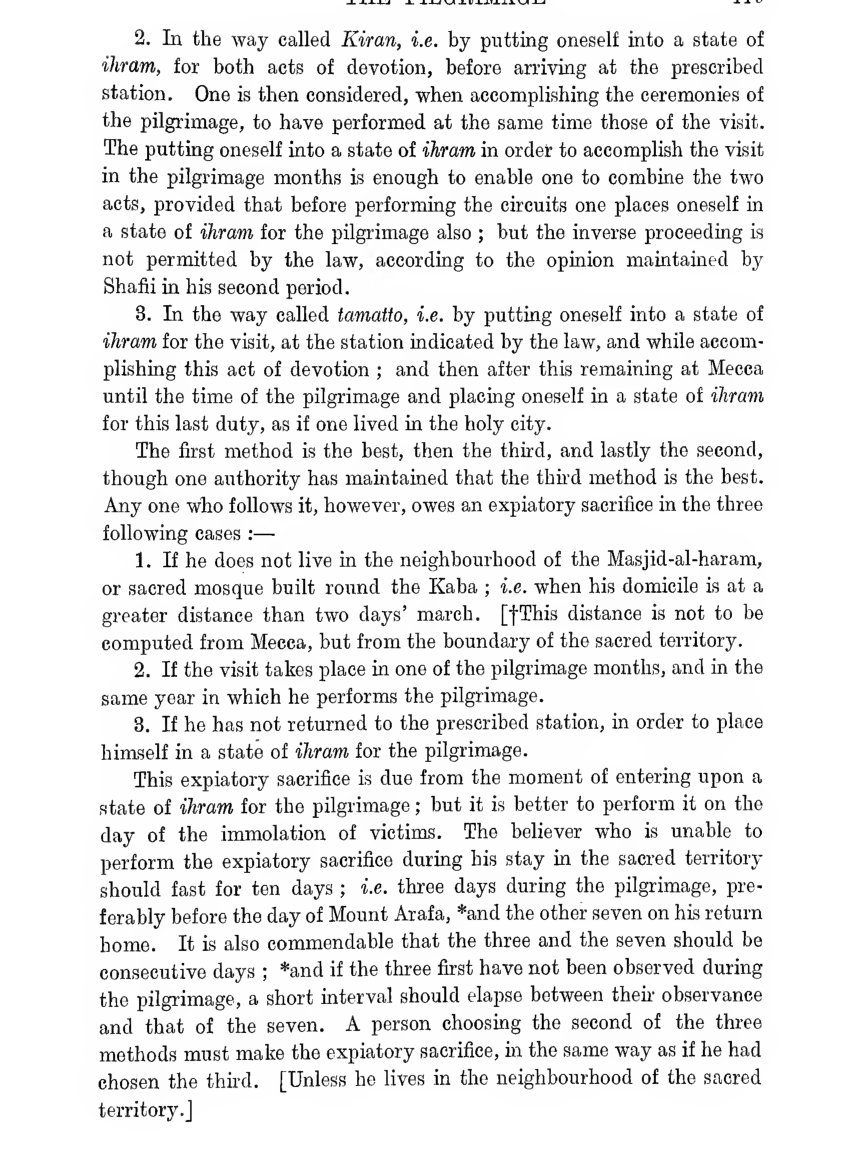 THE PILGRIMAGE
2. In the way called Kiran, i.e. by putting oneself into a state of
ihram, for both acts of devotion, before arriving at the prescribed
station. One is then considered, when accomplishing the ceremonies of
the pilgrimage, to have performed at the same time those of the visit.
The putting oneself into a state of ihram in order to accomplish the visit
in the pilgrimage months is enough to enable one to combine the two
acts, provided that before performing the circuits one places oneself in
a state of ihram for the pilgrimage also ; but the inverse proceeding is
not permitted by the law, according to the opinion maintained by
Shafii in his second period.
3. In the way called tamatto, i.e. by putting oneself into a state of
ihram for the visit, at the station indicated by the law, and while accom-
plishing this act of devotion ; and then after this remaining at Mecca
until the time of the pilgrimage and placing oneself in a state of ihram
for this last duty, as if one lived in the holy city.
The first method is the best, then the third, and lastly the second,
though one authority has maintained that the third method is the best.
Any one who follows it, however, owes an expiatory sacrifice in the three
following cases :—
1. If he does not live in the neighbourhood of the Masjid-al-haram,
or sacred mosque built round the Kaba ; i.e. when his domicile is at a
greater distance than two days' march. [†This distance is not to be
computed from Mecca, but from the boundary of the sacred territory.
2. If the visit takes place in one of the pilgrimage months, and in the
same year in which he performs the pilgrimage.
3. If he has not returned to the prescribed station, in order to place
himself in a state of ihram for the pilgrimage.
This expiatory sacrifice is due from the moment of entering upon a
state of ihram for the pilgrimage ; but it is better to perform it on the
day of the immolation of victims. The believer who is unable to
perform the expiatory sacrifice during his stay in the sacred territory
should fast for ten days ; i.e. three days during the pilgrimage, pre-
ferably before the day of Mount Arafa, *and the other seven on his return
home. It is also commendable that the three and the seven should be
consecutive days ; *and if the three first have not been observed during
the pilgrimage, a short interval should elapse between their observance
and that of the seven. A person choosing the second of the three
methods must make the expiatory sacrifice, in the same way as if he had
chosen the third. [Unless he lives in the neighbourhood of the sacred
territory.]